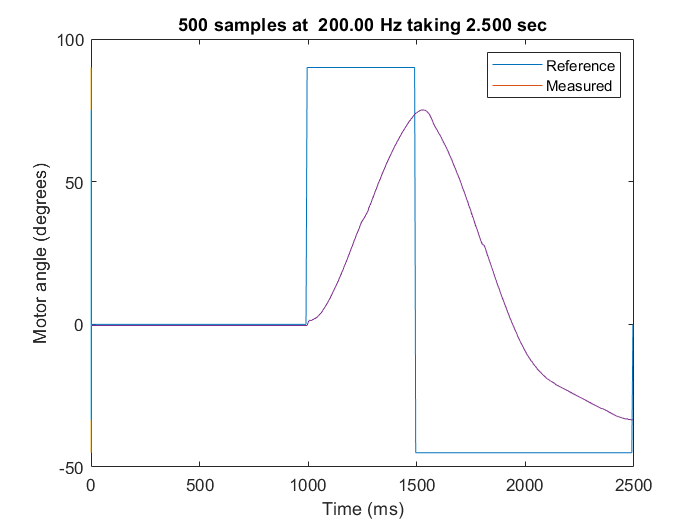 500 samples at  200.00 Hz taking 2.500 sec
Reference
Measured
Motor angle (degrees)
100
50
0
-50
0
500
1000
1500
2000
2500
Time (ms)